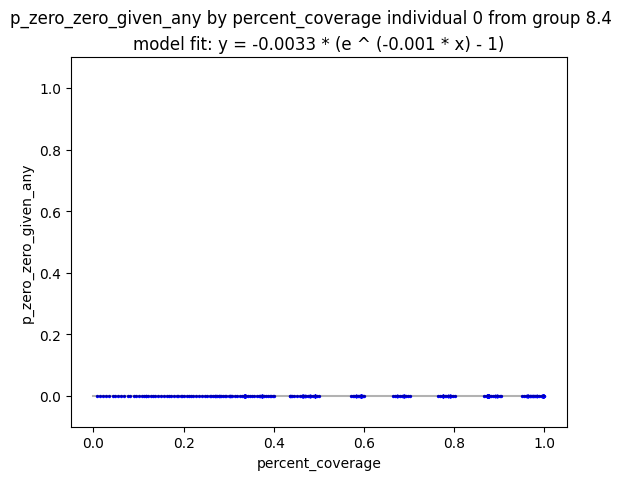 p_zero_zero_given_any by percent_coverage individual 0 from group 8.4
model fit: y = -0.0033 * (e ^ (-0.001 * x) - 1)
1.0
0.8
0.6
0.4
0.2
0.0
p_zero_zero_given_any
0.0 0.2 0.4 0.6 0.8 1.0
percent_coverage